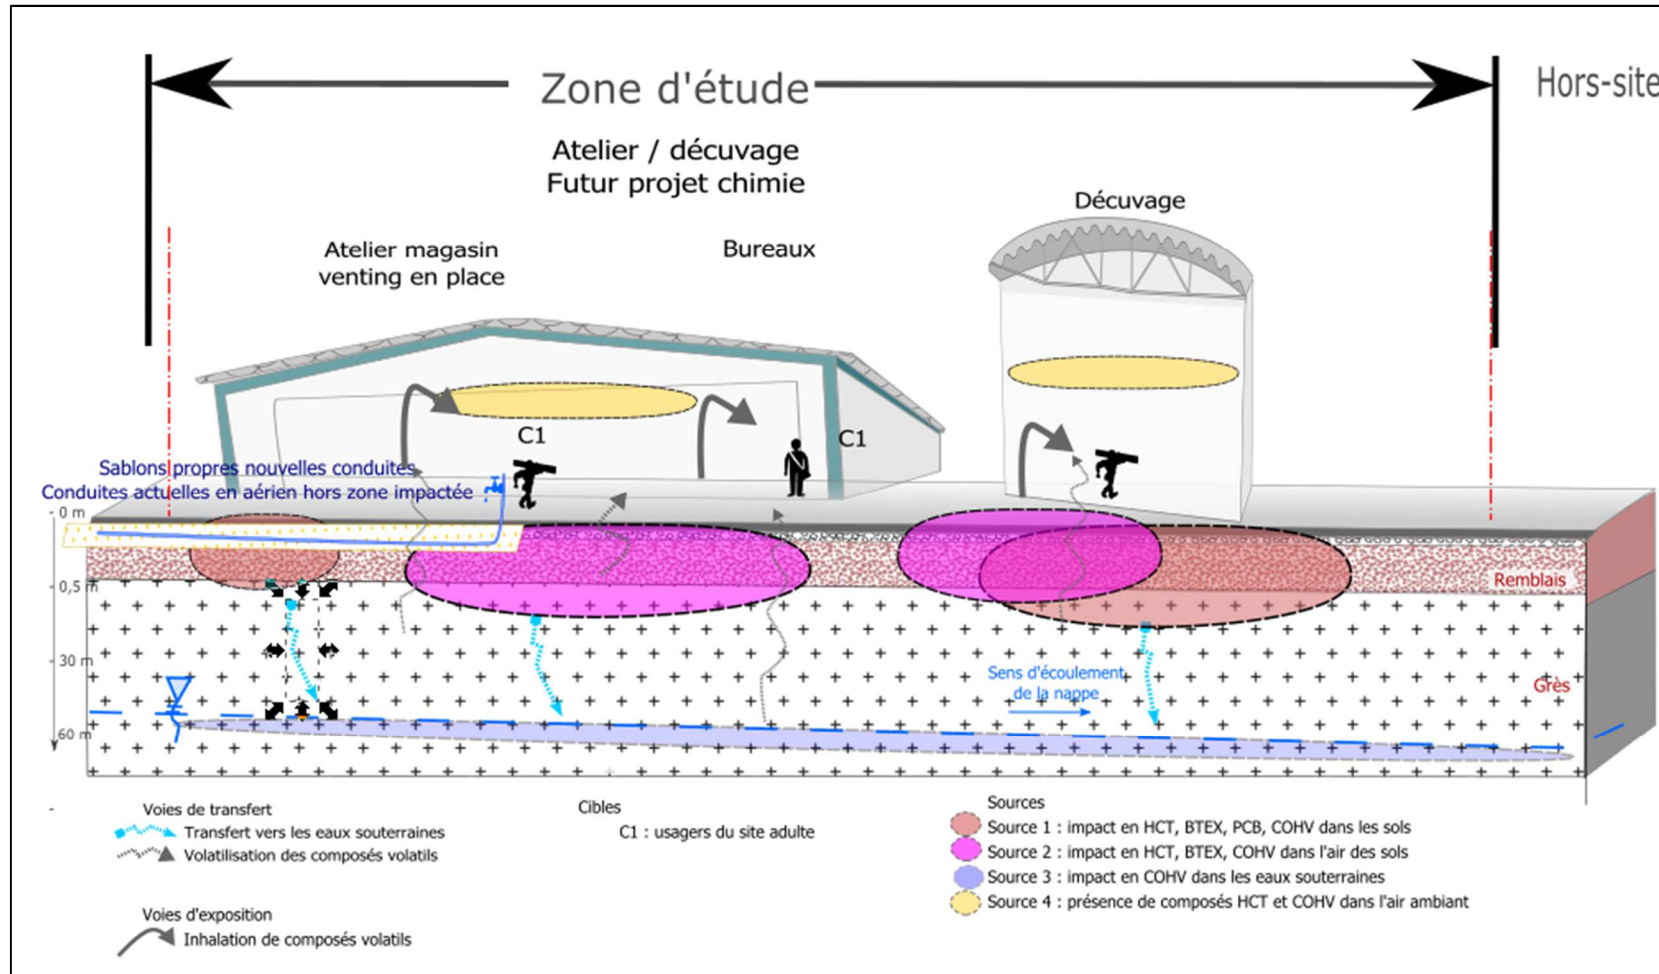 Zone d'étude
Hors-site
Atelier / décuvage
Futur projet chimie
Décuvage
Atelier magasin
venting en place
Bureaux
C1
C1
Sablons propres nouvelles conduites
Conduites actuelles en aérien hors zone impactée
- 0 m
Remblais
- 0,5 m
- 30 m
Sens d'écoulement
de la nappe
Grès
60 m
-
Voies de transfert
Transfert vers les eaux souterraines
Volatilisation des composés volatils
Voies d'exposition
Inhalation de composés volatils
Cibles
C1 : usagers du site adulte
Sources
Source 1 : impact en HCT, BTEX, PCB, COHV dans les sols
Source 2 : impact en HCT, BTEX, COHV dans l'air des sols
Source 3 : impact en COHV dans les eaux souterraines
Source 4 : présence de composés HCT et COHV dans l'air ambiant